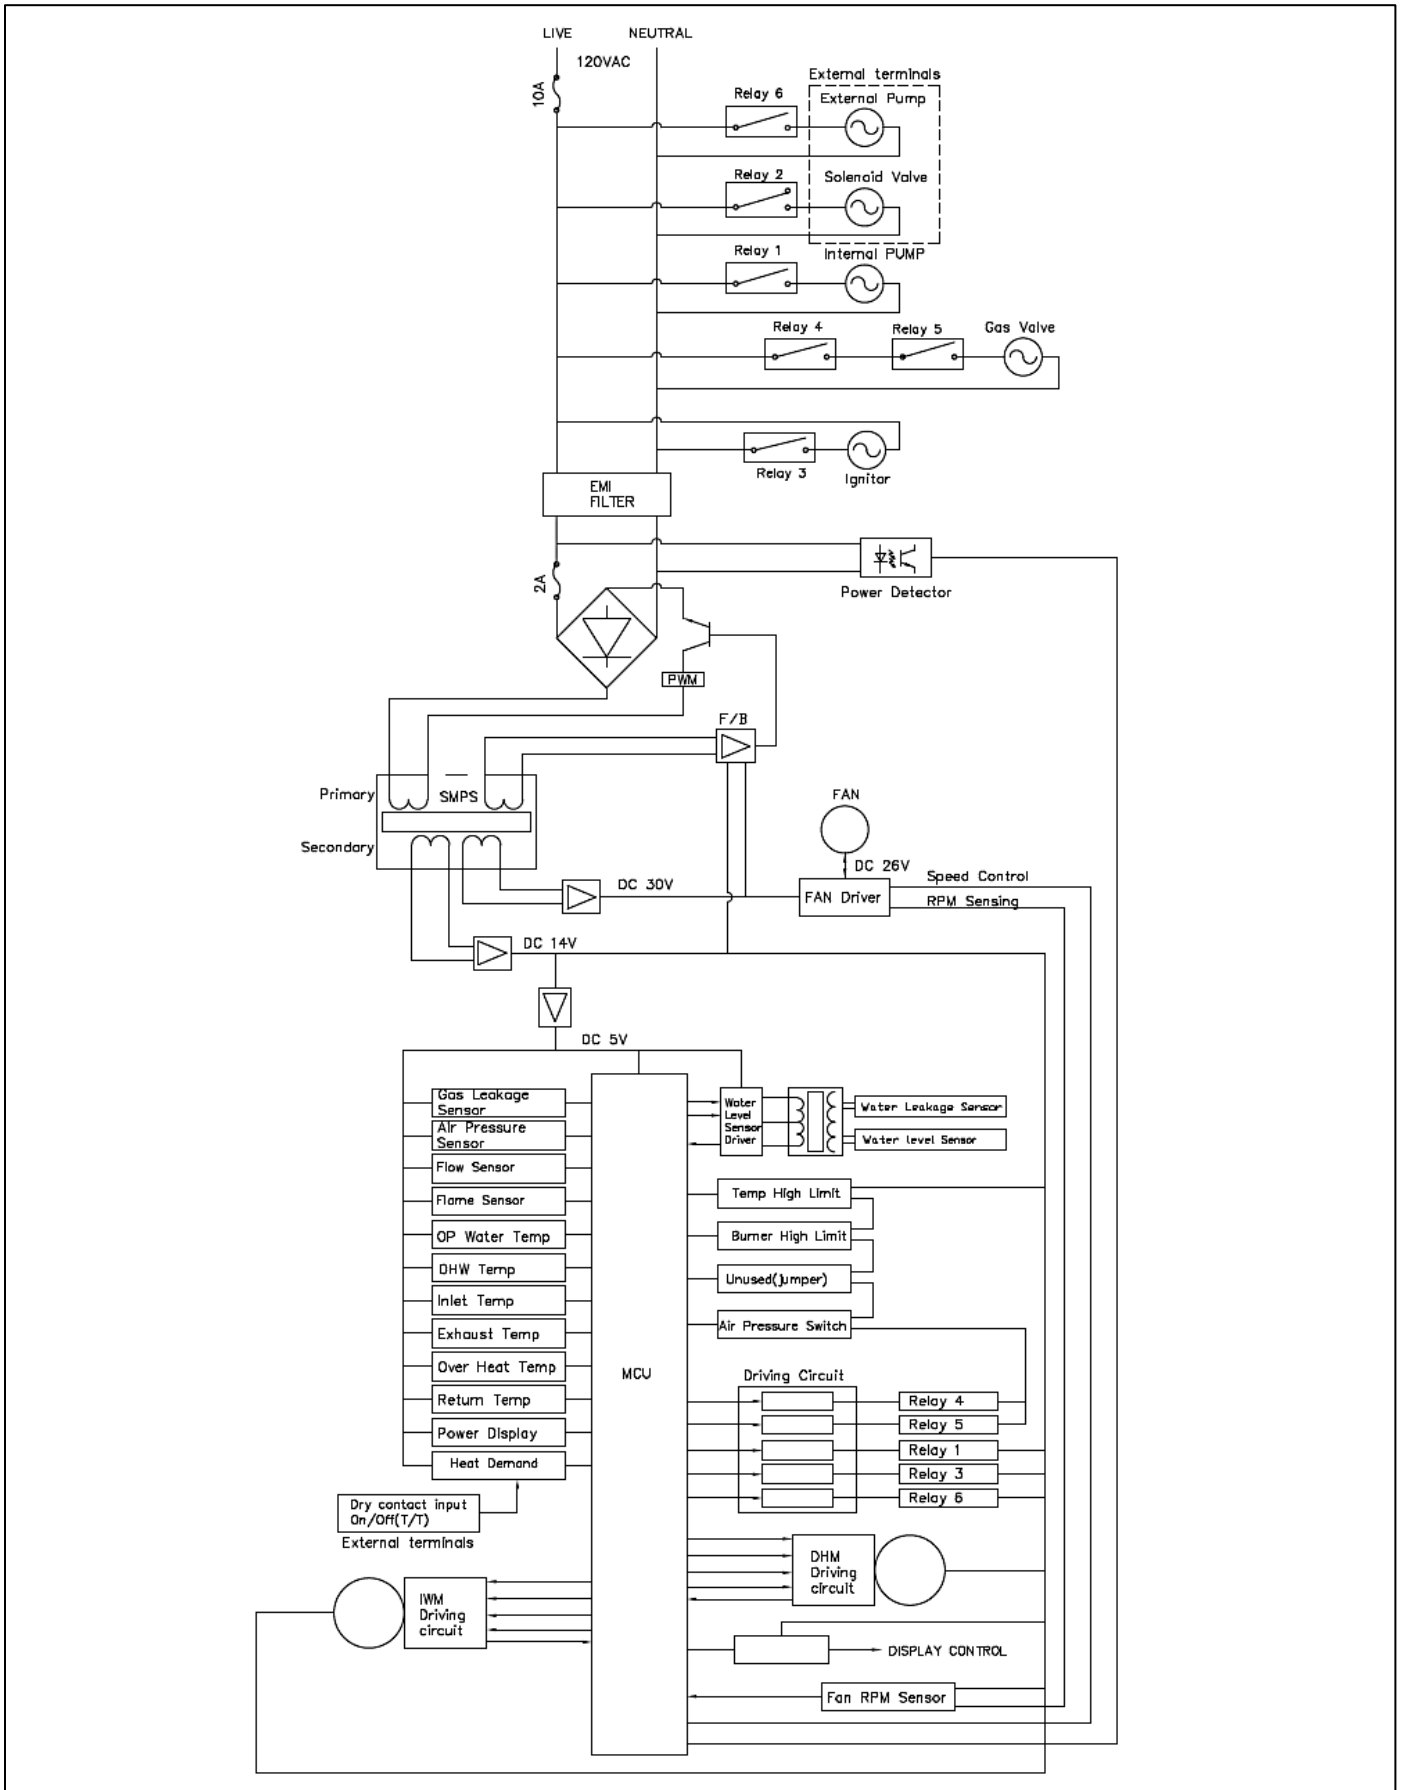 LIVE
NEUTRAL
120VAC
10A
External terminals
Relay 6
External Pump
Relay 2
Solenoid Valve
Relay 1
Internal PUMP
Relay 4
Relay 5
Gas Valve
Relay 3
Ignitor
EMI
FILTER
2A
Power Detector
PWM
F/B
Primary
SMPS
Secondary
FAN
DC 26V
DC 30V
FAN Driver
Speed Control
RPM Sensing
DC 14V
DC 5V
Gas Leakage
Sensor
Air Pressure
Sensor
Flow Sensor
Flame Sensor
OP Water Temp
DHW Temp
Inlet Temp
Exhaust Temp
Over Heat Temp
Return Temp
Power Display
Heat Demand
Dry contact input
On/Off(T/T)
External terminals
IWM
Driving
circuit
MCU
Water
Level
Sensor
Driver
Water Leakage Sensor
Water level Sensor
Temp High Limit
Burner High Limit
Unused(jumper)
Air Pressure Switch
Driving Circuit
Relay 4
Relay 5
Relay 1
Relay 3
Relay 6
DHM
Driving
circuit
DISPLAY CONTROL
Fan RPM Sensor